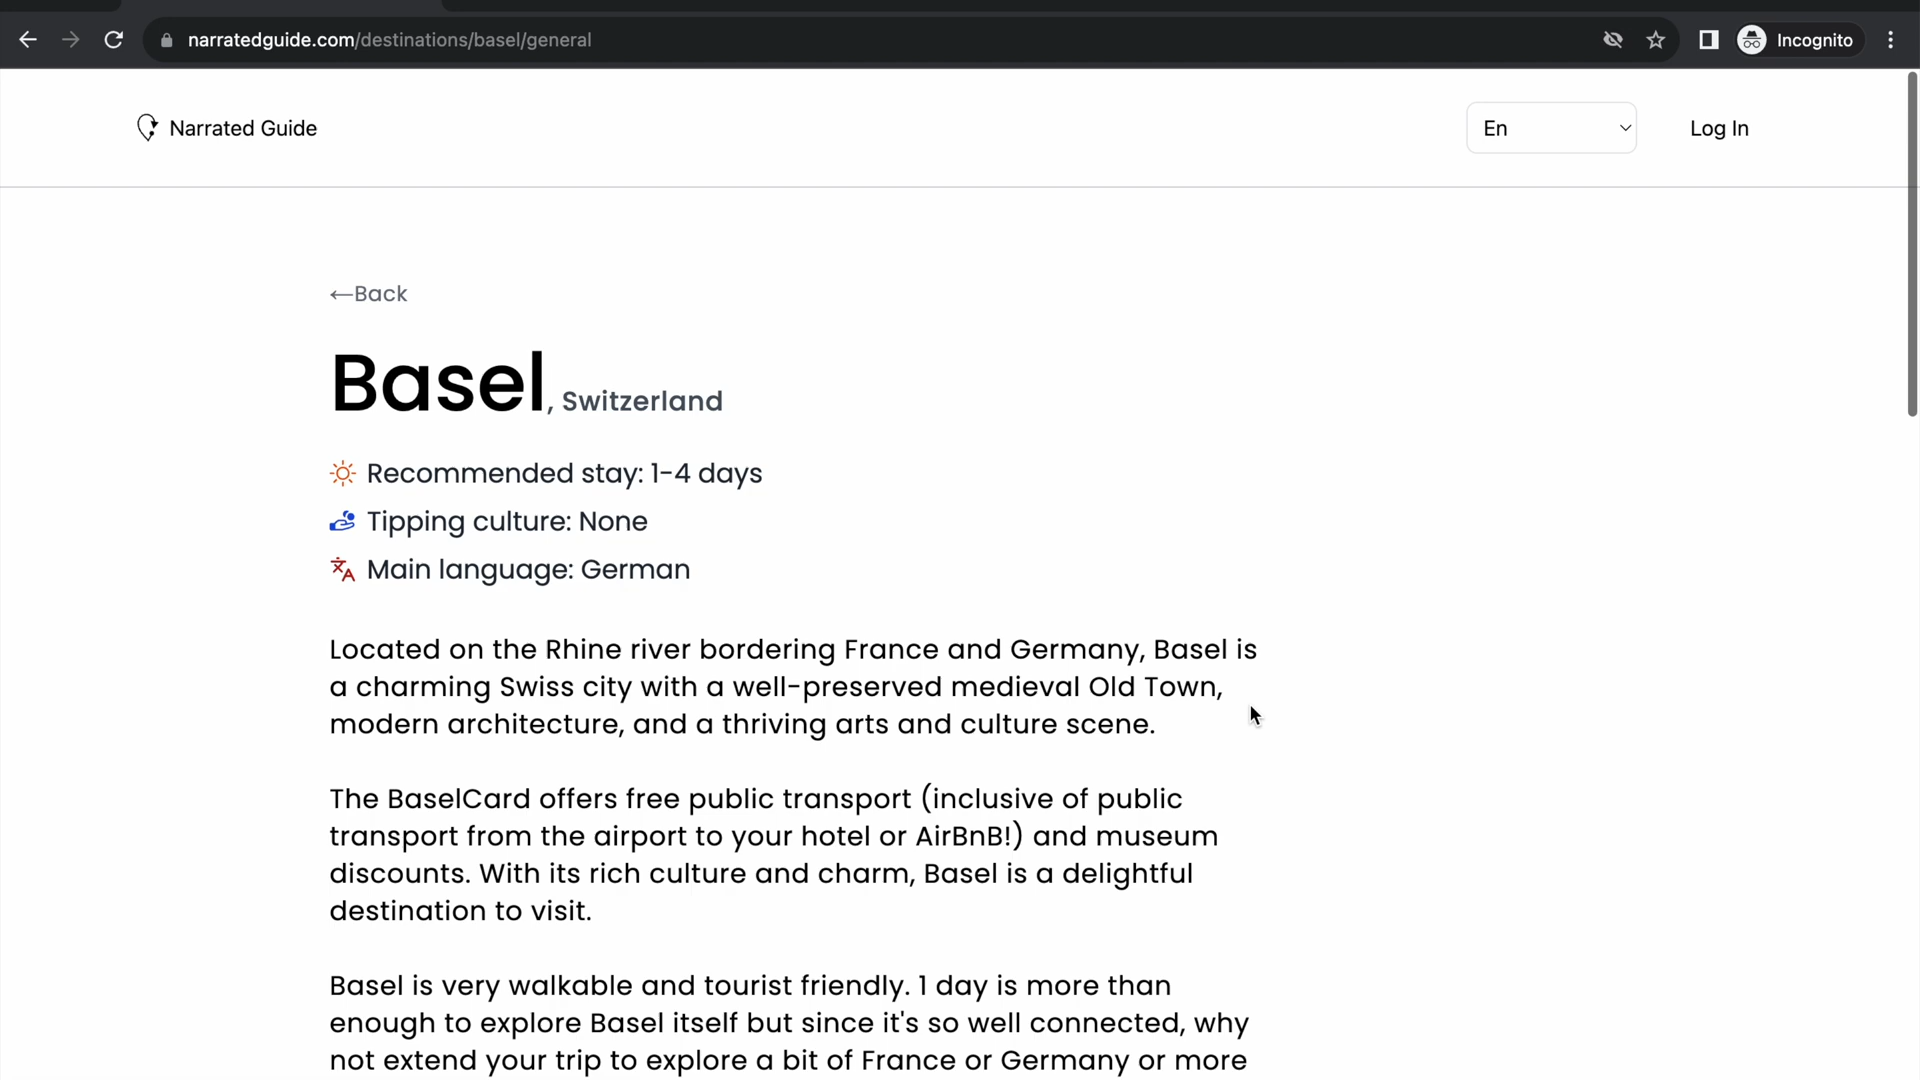 narratedguide.com/destinations/basel/general
Incognito
Narrated Guide
En
Log In
←Back
Basel, Switzerland
Recommended stay: 1-4 days
Tipping culture: None
Main language: German
Located on the Rhine river bordering France and Germany, Basel is
a charming Swiss city with a well-preserved medieval Old Town,
modern architecture, and a thriving arts and culture scene.
The BaselCard offers free public transport (inclusive of public
transport from the airport to your hotel or AirBnB!) and museum
discounts. With its rich culture and charm, Basel is a delightful
destination to visit.
Basel is very walkable and tourist friendly. 1 day is more than
enough to explore Basel itself but since it's so well connected, why
not extend your trip to explore a bit of France or Germany or more